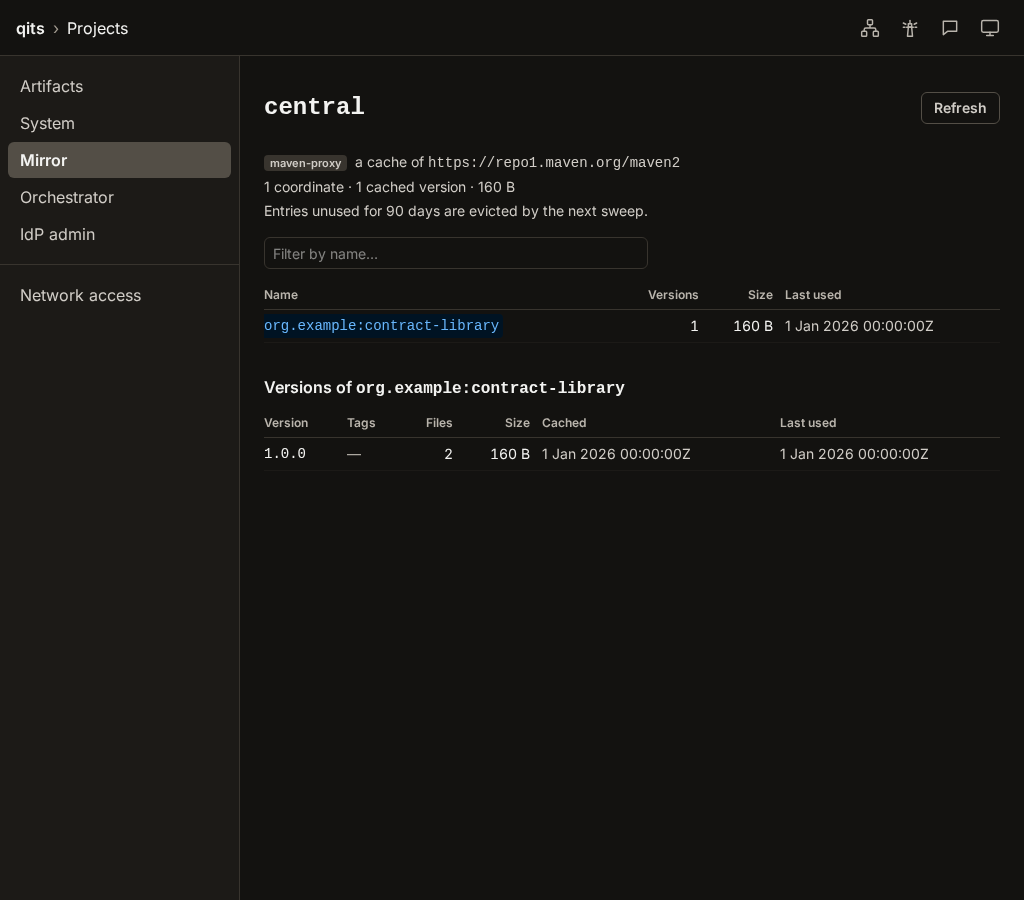 qits › Projects
Artifacts
System
Mirror
Orchestrator
IdP admin
Network access
central
Refresh
maven-proxy a cache of https://repo1.maven.org/maven2
1 coordinate · 1 cached version · 160 B
Entries unused for 90 days are evicted by the next sweep.
Filter by name...
Name Versions Size Last used
org.example:contract-library 1 160 B 1 Jan 2026 00:00:00Z
Versions of org.example:contract-library
Version Tags Files Size Cached Last used
1.0.0 — 2 160 B 1 Jan 2026 00:00:00Z 1 Jan 2026 00:00:00Z